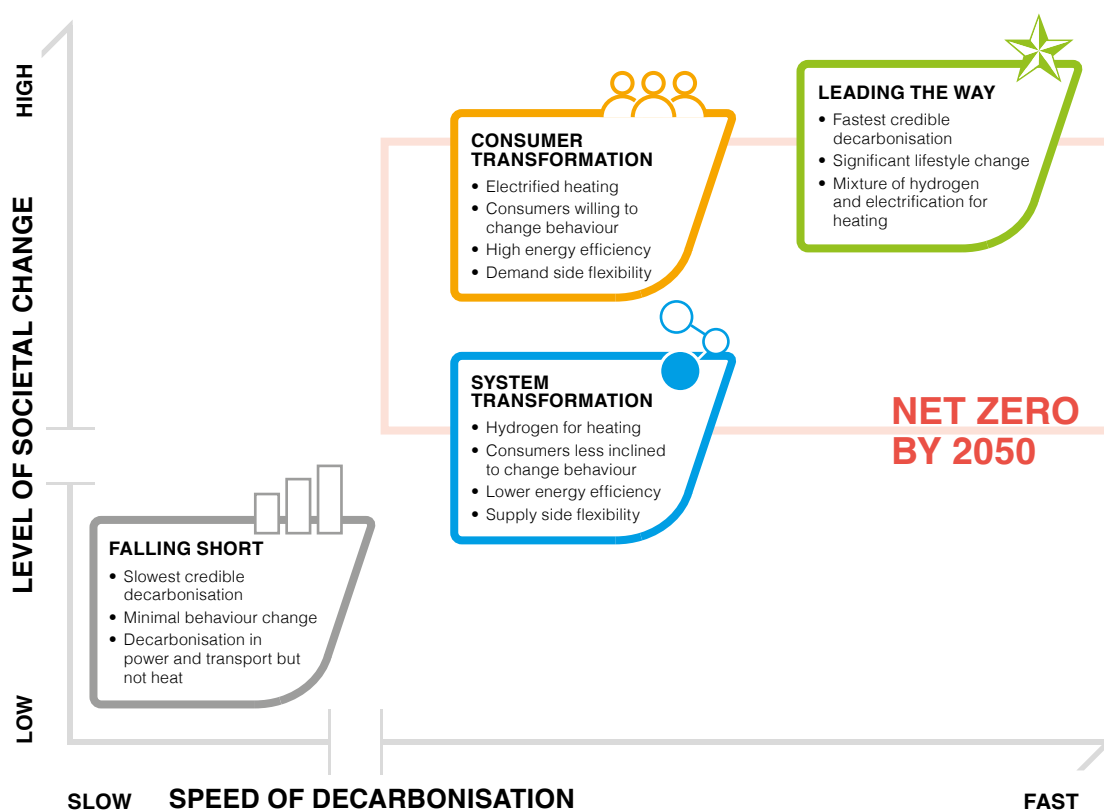 HIGH
LEVEL OF SOCIETAL CHANGE
LOW
CONSUMER
TRANSFORMATION
• Electrified heating
• Consumers willing to
change behaviour
• High energy efficiency
• Demand side flexibility
LEADING THE WAY
• Fastest credible
decarbonisation
• Significant lifestyle change
• Mixture of hydrogen
and electrification for
heating
SYSTEM
TRANSFORMATION
• Hydrogen for heating
• Consumers less inclined
to change behaviour
• Lower energy efficiency
• Supply side flexibility
NET ZERO
BY 2050
FALLING SHORT
• Slowest credible
decarbonisation
• Minimal behaviour change
• Decarbonisation in
power and transport but
not heat
SLOW
SPEED OF DECARBONISATION
FAST